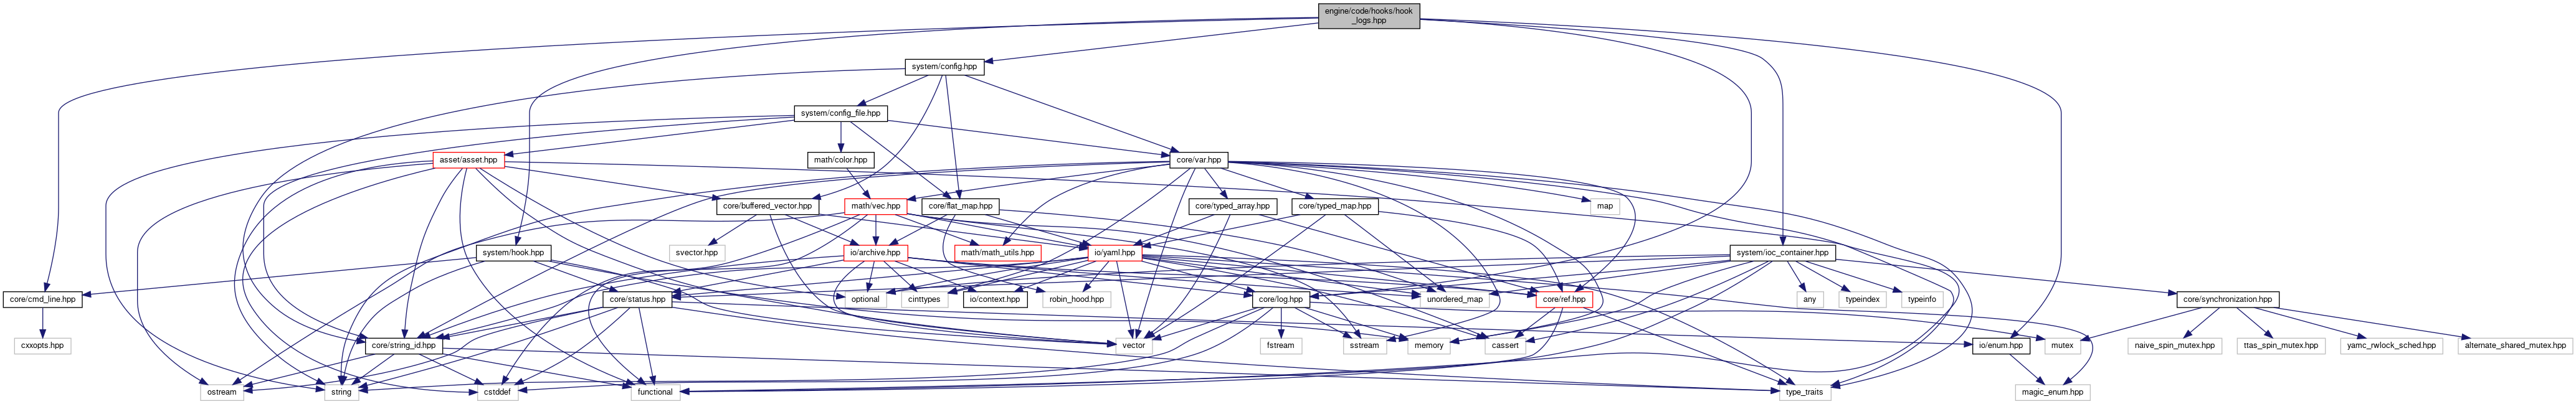 engine/code/hooks/hook
_logs.hpp
system/config.hpp
system/config_file.hpp
asset/asset.hpp
math/color.hpp
core/var.hpp
core/buffered_vector.hpp
math/vec.hpp
core/flat_map.hpp
core/typed_array.hpp
core/typed_map.hpp
map
system/hook.hpp
svector.hpp
io/archive.hpp
math/math_utils.hpp
io/yaml.hpp
system/ioc_container.hpp
core/cmd_line.hpp
core/status.hpp
optional
cinttypes
io/context.hpp
robin_hood.hpp
core/log.hpp
unordered_map
core/ref.hpp
any
typeindex
typeinfo
core/synchronization.hpp
cxxopts.hpp
core/string_id.hpp
vector
fstream
sstream
memory
cassert
io/enum.hpp
mutex
naive_spin_mutex.hpp
ttas_spin_mutex.hpp
yamc_rwlock_sched.hpp
alternate_shared_mutex.hpp
ostream
string
cstddef
functional
type_traits
magic_enum.hpp